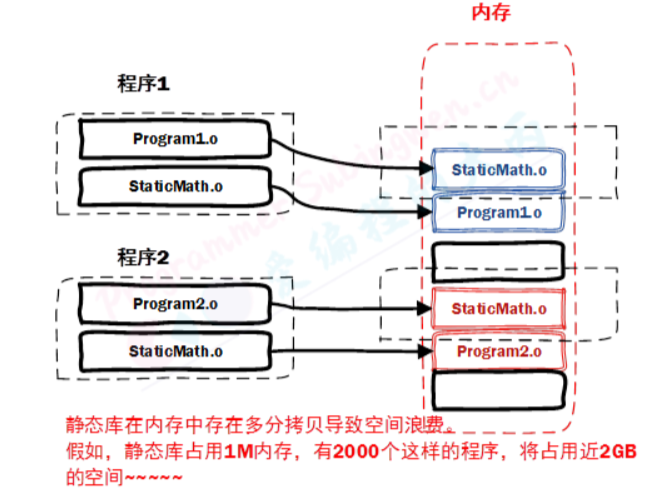 内存
程序1
Program1.o
StaticMath.o
StaticMath.o
Program1.o
程序2
Program2.o
StaticMath.o
StaticMath.o
Program2.o
静态库在内存中存在多分拷贝导致空间浪费。
假如，静态库占用1M内存，有2000个这样的程序，将占用近2GB
的空间~~~~~